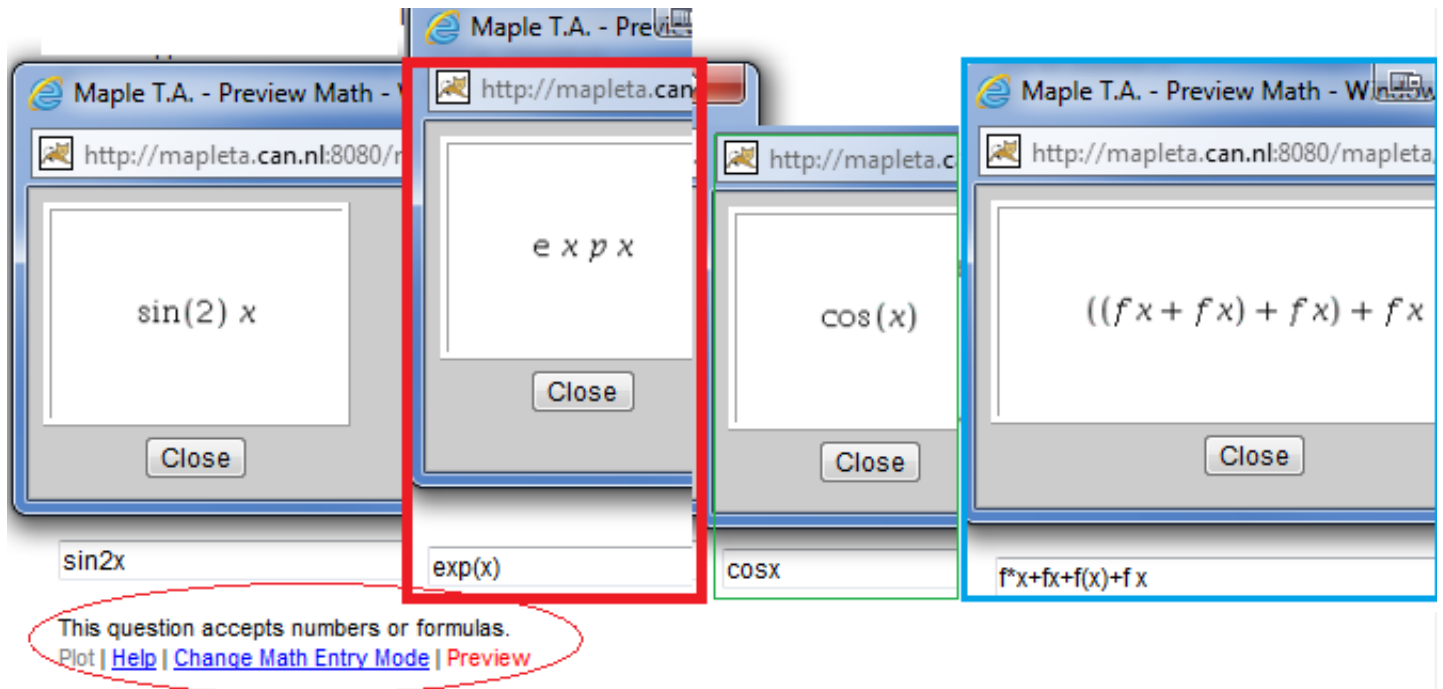 Maple T.A. - Preview Math -
http://mapleta.can.nl:8080/
sin(2) x
Close
sin2x
This question accepts numbers or formulas.
Plot | Help | Change Math Entry Mode | Preview
Maple T.A. -
http://mapleta.can
e x p x
Close
exp(x)
http://mapleta.c
cos(x)
Close
cosx
Maple T.A. - Preview Math -
http://mapleta.can.nl:8080/mapleta
((f x + f x) + f x) + f x
Close
f*x+fx+f(x)+f x